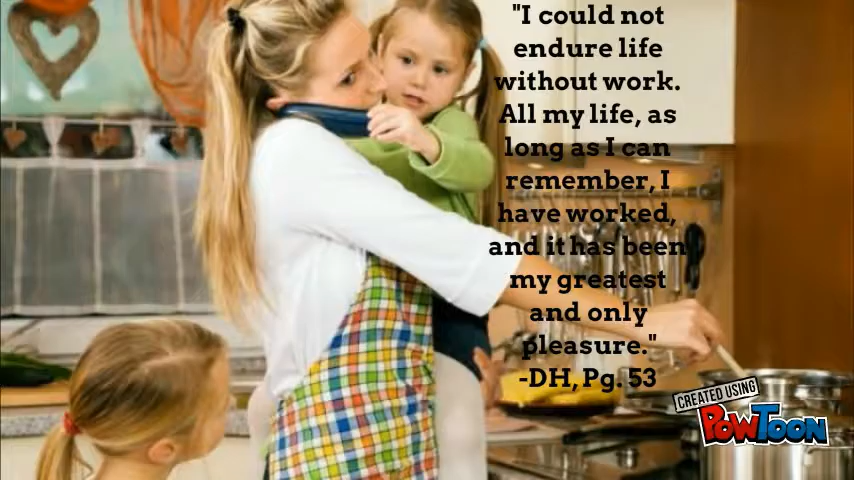 "I could not
endure life
without work.
All my life, as
long as I can
remember, I
have worked,
and it has been
my greatest
and only
pleasure."
-DH, Pg. 53
CREATED USING
POWTOON